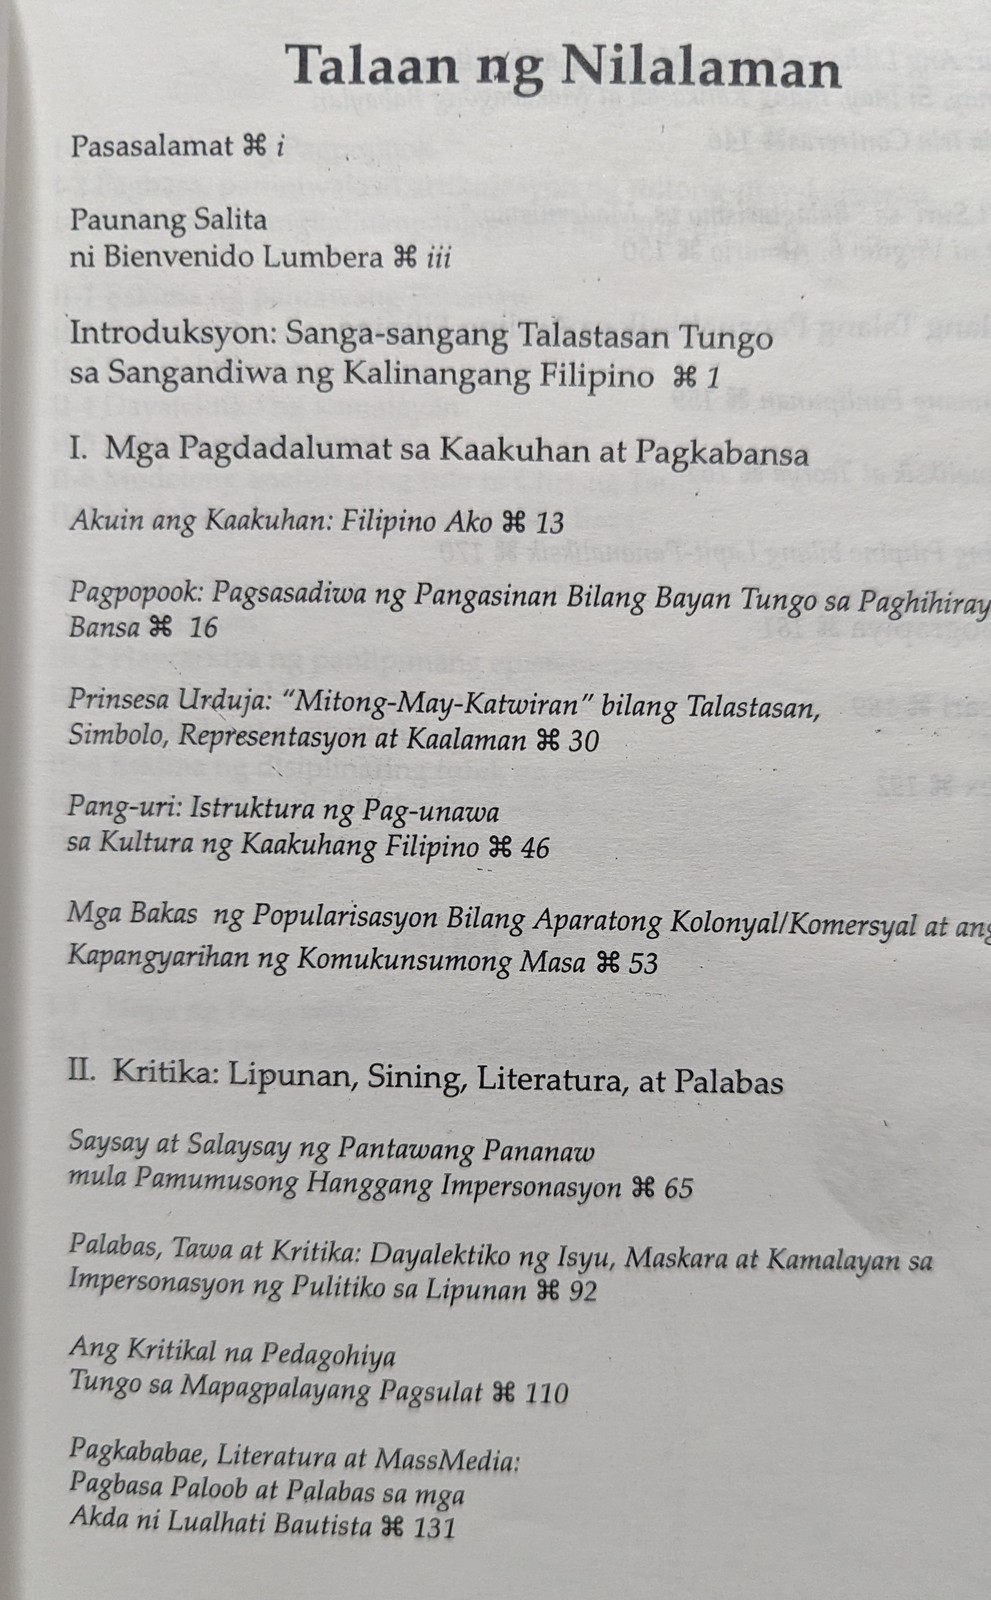 Talaan ng Nilalaman
Pasasalamat ⌘ i
Paunang Salita
ni Bienvenido Lumbera ⌘ iii
Introduksyon: Sanga-sangang Talastasan Tungo
sa Sangandiwa ng Kalinangang Filipino ⌘ 1
I. Mga Pagdadalumat sa Kaakuhan at Pagkabansa
Akuin ang Kaakuhan: Filipino Ako ⌘ 13
Pagpopook: Pagsasadiwa ng Pangasinan Bilang Bayan Tungo sa Paghihiray
Bansa ⌘ 16
Prinsesa Urduja: “Mitong-May-Katwiran” bilang Talastasan,
Simbolo, Representasyon at Kaalaman ⌘ 30
Pang-uri: Istruktura ng Pag-unawa
sa Kultura ng Kaakuhang Filipino ⌘ 46
Mga Bakas ng Popularisasyon Bilang Aparatong Kolonyal/Komersyal at ang
Kapangyarihan ng Komukunsumong Masa ⌘ 53
II. Kritika: Lipunan, Sining, Literatura, at Palabas
Saysay at Salaysay ng Pantawang Pananaw
mula Pamumusong Hanggang Impersonasyon ⌘ 65
Palabas, Tawa at Kritika: Dayalektiko ng Isyu, Maskara at Kamalayan sa
Impersonasyon ng Pulitiko sa Lipunan ⌘ 92
Ang Kritikal na Pedagohiya
Tungo sa Mapagpalayang Pagsulat ⌘ 110
Pagkababae, Literatura at MassMedia:
Pagbasa Paloob at Palabas sa mga
Akda ni Lualhati Bautista ⌘ 131